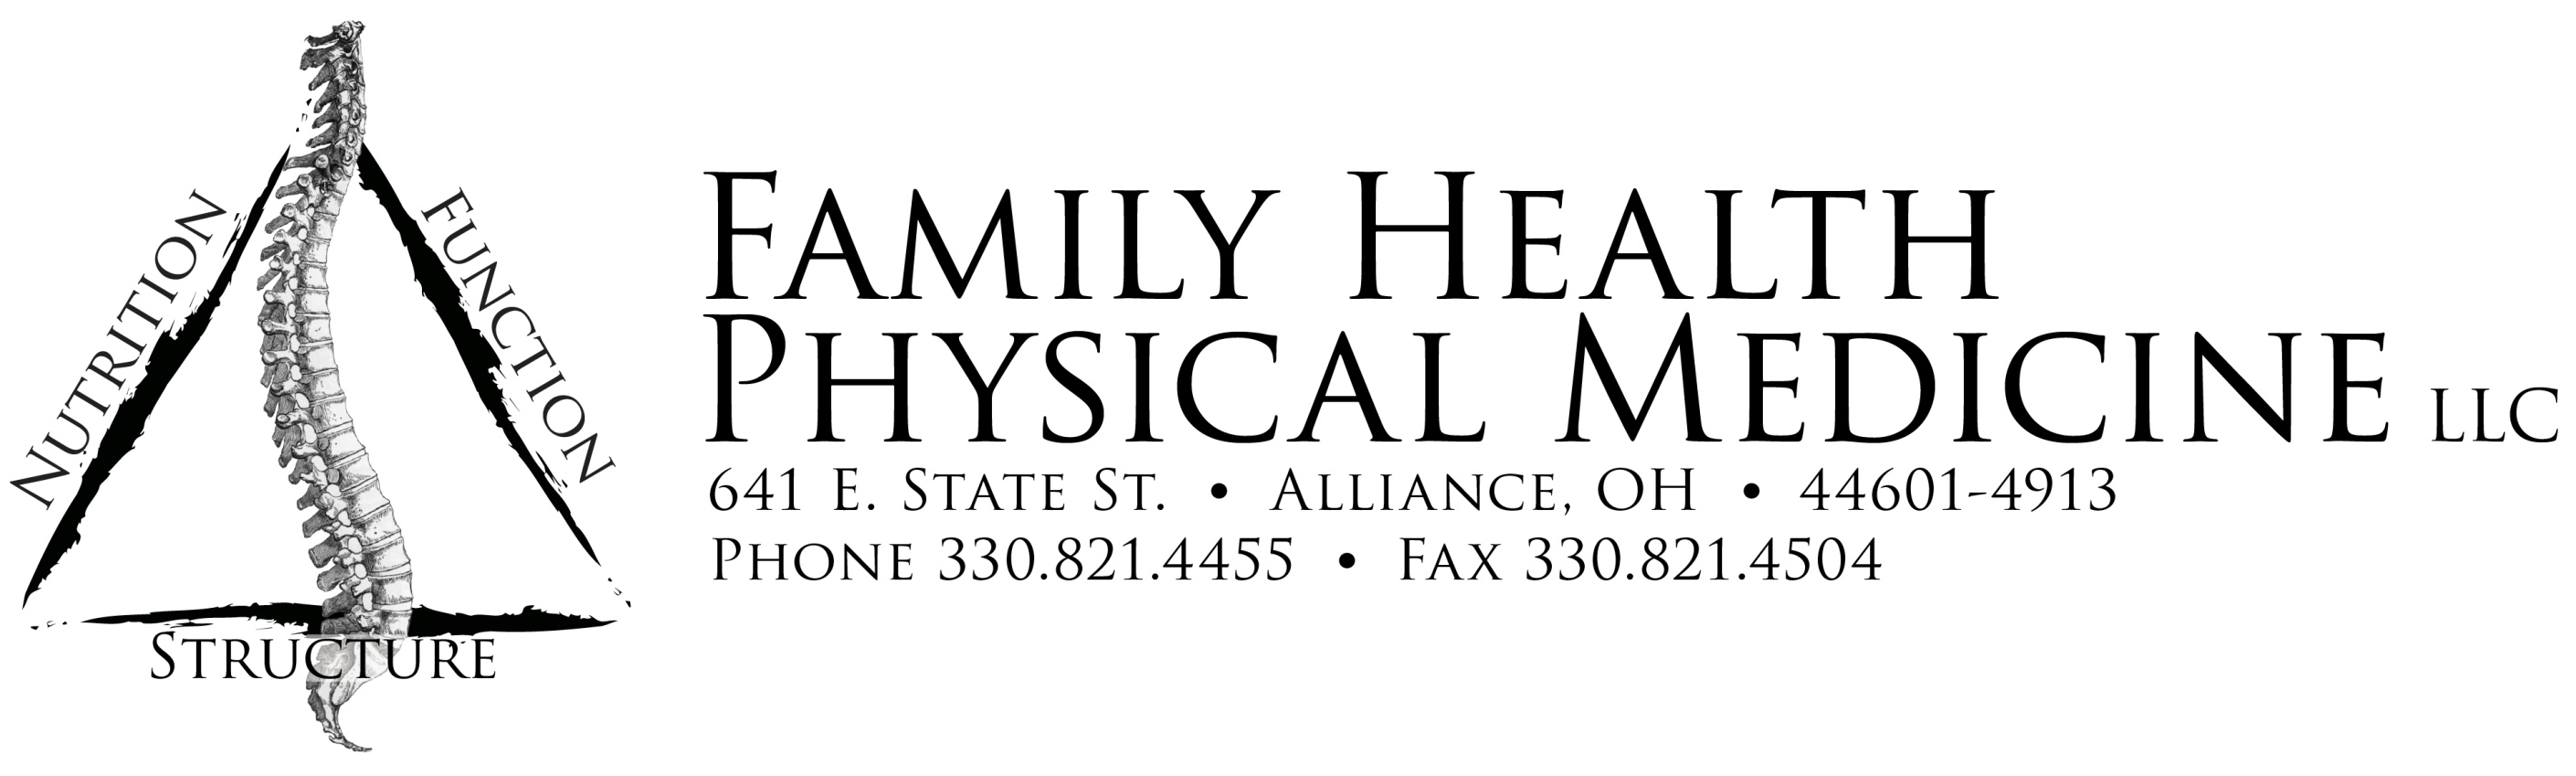 Nutrition
Function
Structure
Family Health
Physical Medicine LLC
641 E. State St. • Alliance, OH • 44601-4913
Phone 330.821.4455 • Fax 330.821.4504